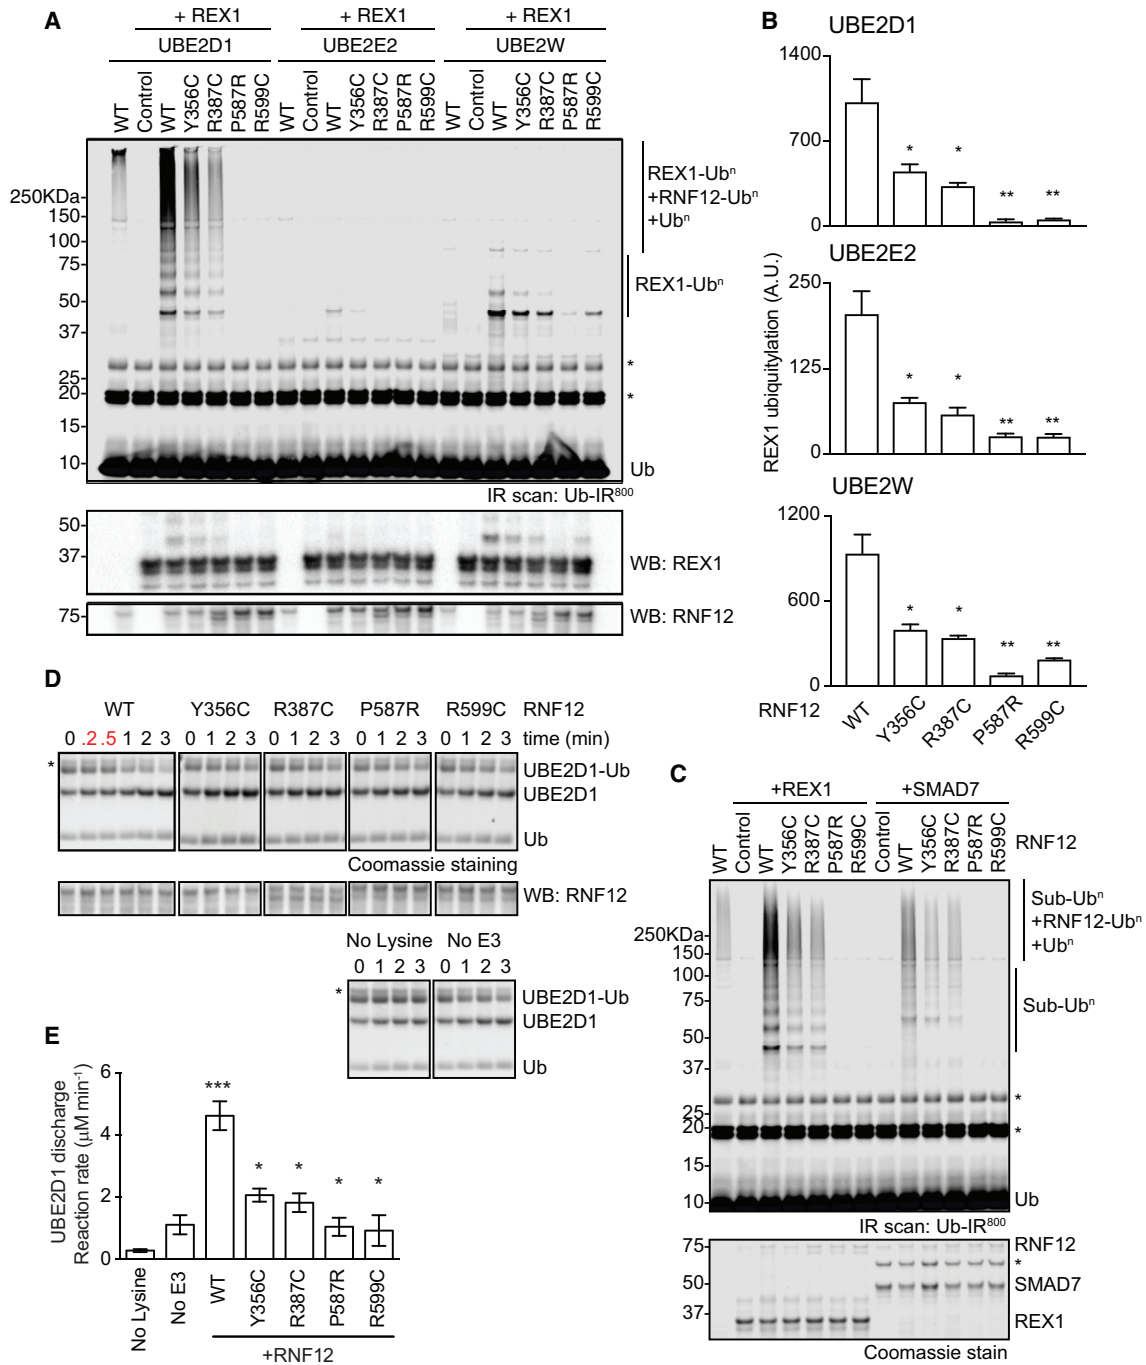 A
+ REX1
+ REX1
+ REX1
UBE2D1
UBE2E2
UBE2W
WT Control WT Y356C R387C P587R R599C WT Control WT Y356C R387C P587R R599C WT Control WT Y356C R387C P587R R599C
250KDa
150
100
75
50
37
25
20
15
10
REX1-Ubⁿ
+RNF12-Ubⁿ
+Ubⁿ
REX1-Ubⁿ
*
*
Ub
IR scan: Ub-IR⁸⁰⁰
50
37
WB: REX1
75
WB: RNF12
B
UBE2D1
1400
700
0
* * ** **
UBE2E2
250
125
0
* * ** **
UBE2W
1200
600
0
* * ** **
REX1 ubiquitylation (A.U.)
RNF12
WT Y356C R387C P587R R599C
D
WT Y356C R387C P587R R599C RNF12
0 .2 .5 1 2 3 0 1 2 3 0 1 2 3 0 1 2 3 0 1 2 3 time (min)
*
UBE2D1-Ub
UBE2D1
Ub
Coomassie staining
WB: RNF12
No Lysine No E3
0 1 2 3 0 1 2 3
*
UBE2D1-Ub
UBE2D1
Ub
E
UBE2D1 discharge
Reaction rate (µM min⁻¹)
6
4
2
0
*** * * * *
No Lysine No E3 WT Y356C R387C P587R R599C
+RNF12
C
+REX1 +SMAD7
WT Control WT Y356C R387C P587R R599C Control WT Y356C R387C P587R R599C RNF12
250KDa
150
100
75
50
37
25
20
15
10
Sub-Ubⁿ
+RNF12-Ubⁿ
+Ubⁿ
Sub-Ubⁿ
*
*
Ub
IR scan: Ub-IR⁸⁰⁰
75
50
37
RNF12
*
SMAD7
REX1
Coomassie stain